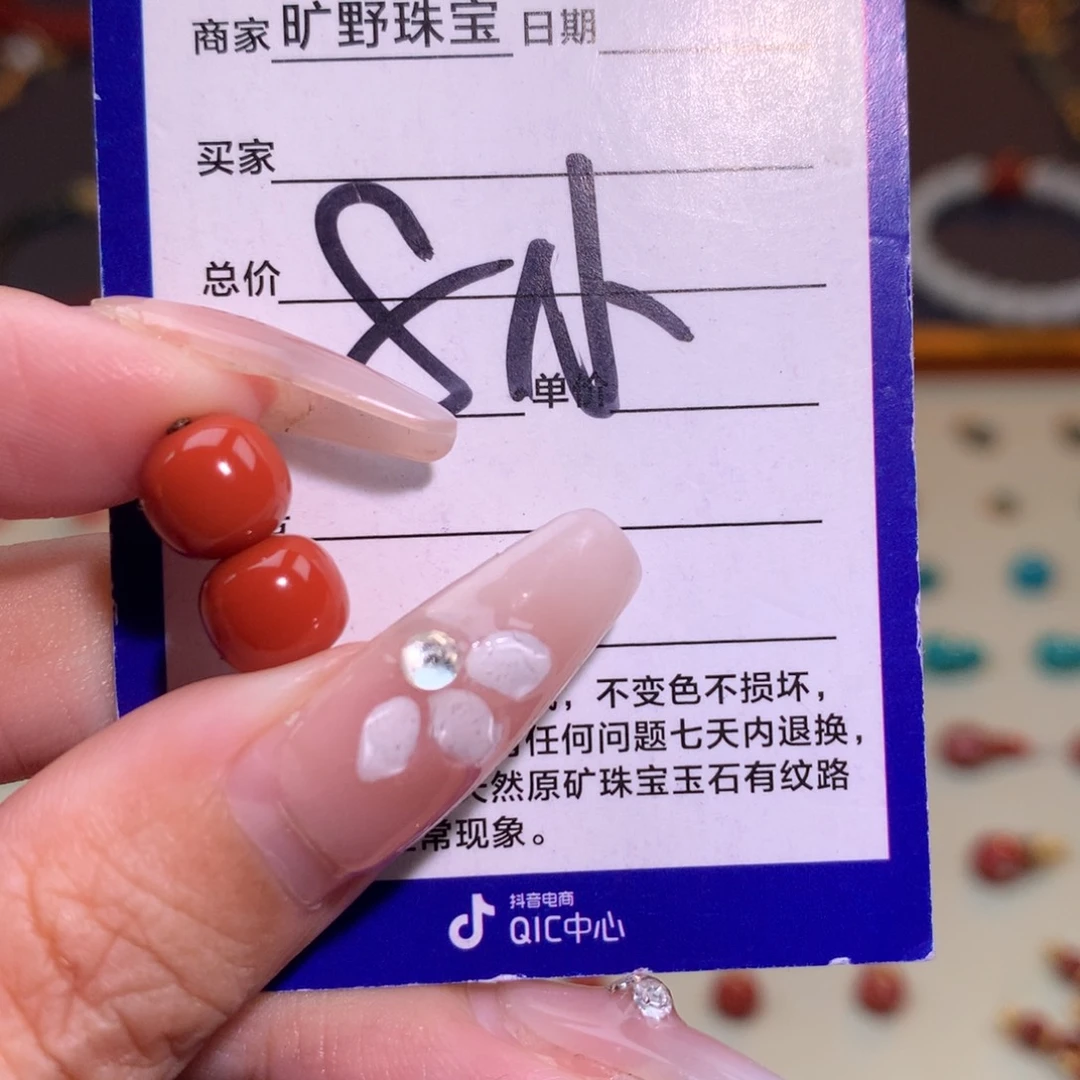 商家 旷野珠宝 日期
买家
总价
单价
，不变色不损坏，
任何问题七天内退换，
然原矿珠宝玉石有纹路
常现象。
抖音电商
QIC中心